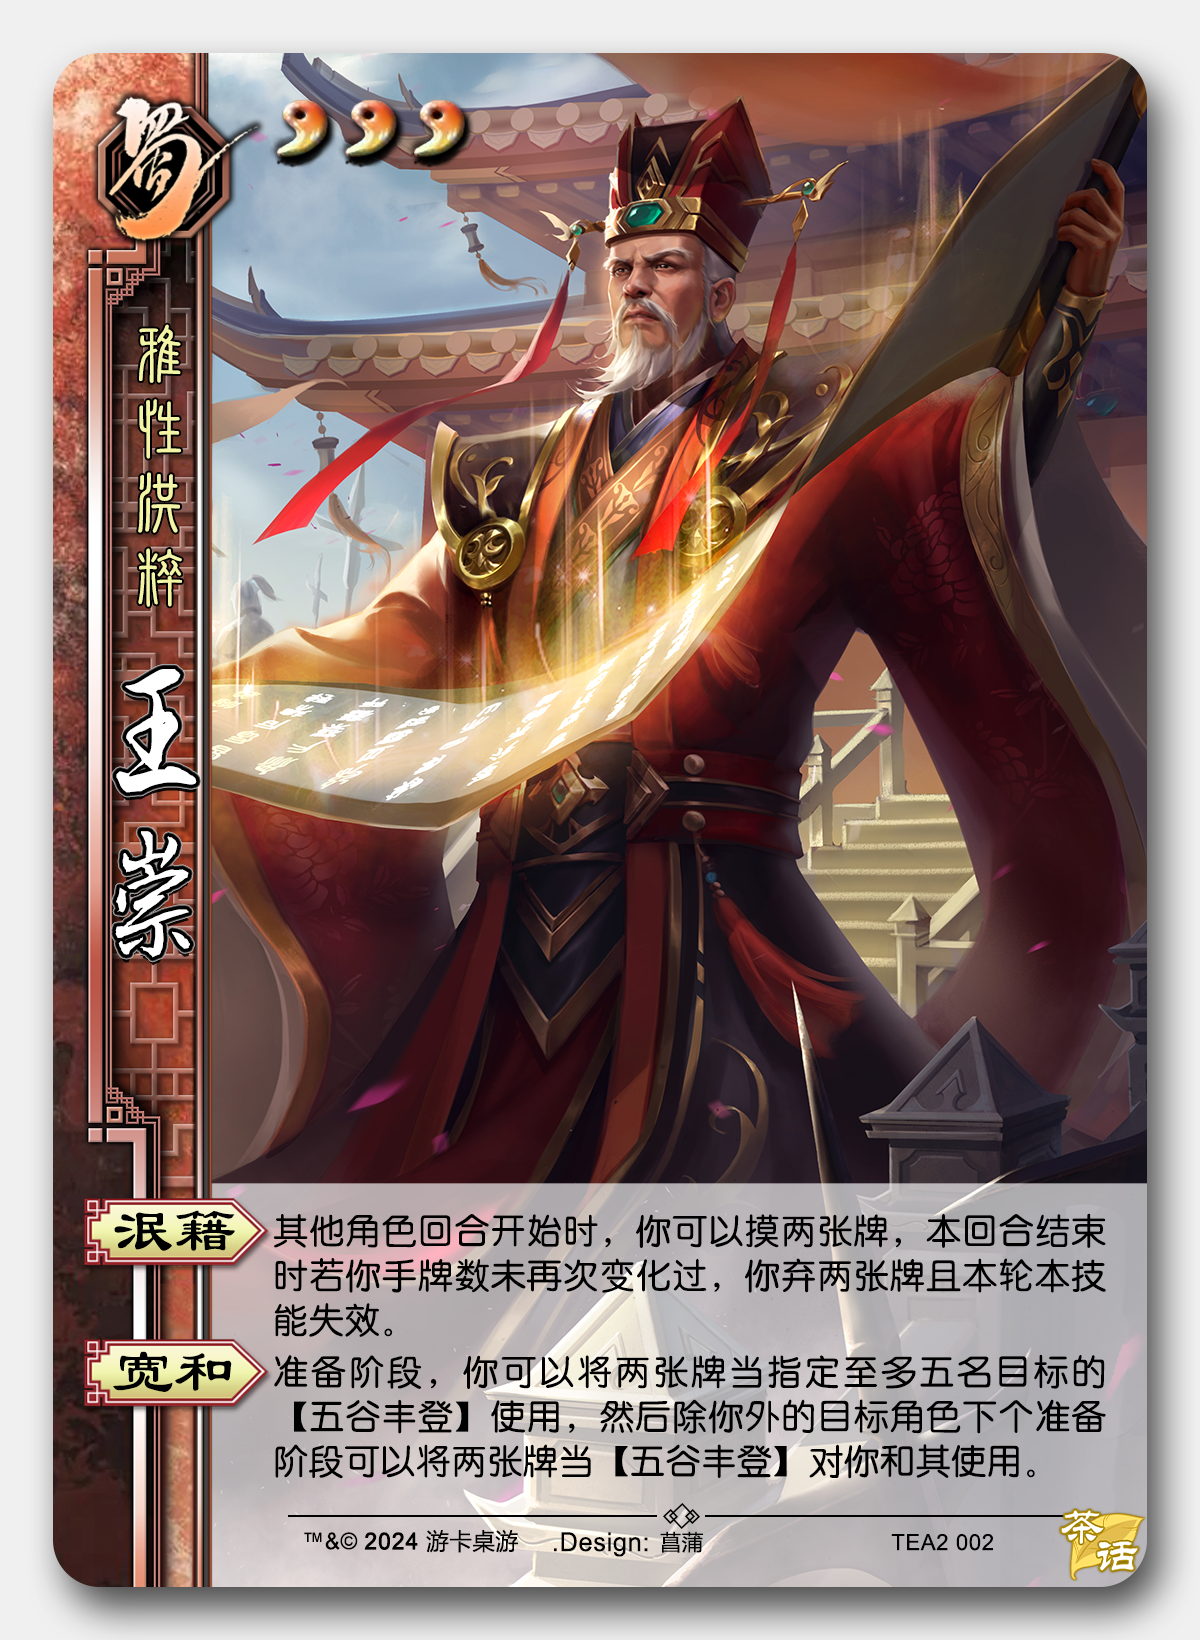 蜀
雅性洪粹
王崇
泯籍
其他角色回合开始时，你可以摸两张牌，本回合结束
时若你手牌数未再次变化过，你弃两张牌且本轮本技
能失效。
宽和
准备阶段，你可以将两张牌当指定至多五名目标的
【五谷丰登】使用，然后除你外的目标角色下个准备
阶段可以将两张牌当【五谷丰登】对你和其使用。
™&© 2024 游卡桌游 .Design: 菖蒲 TEA2 002
茶话